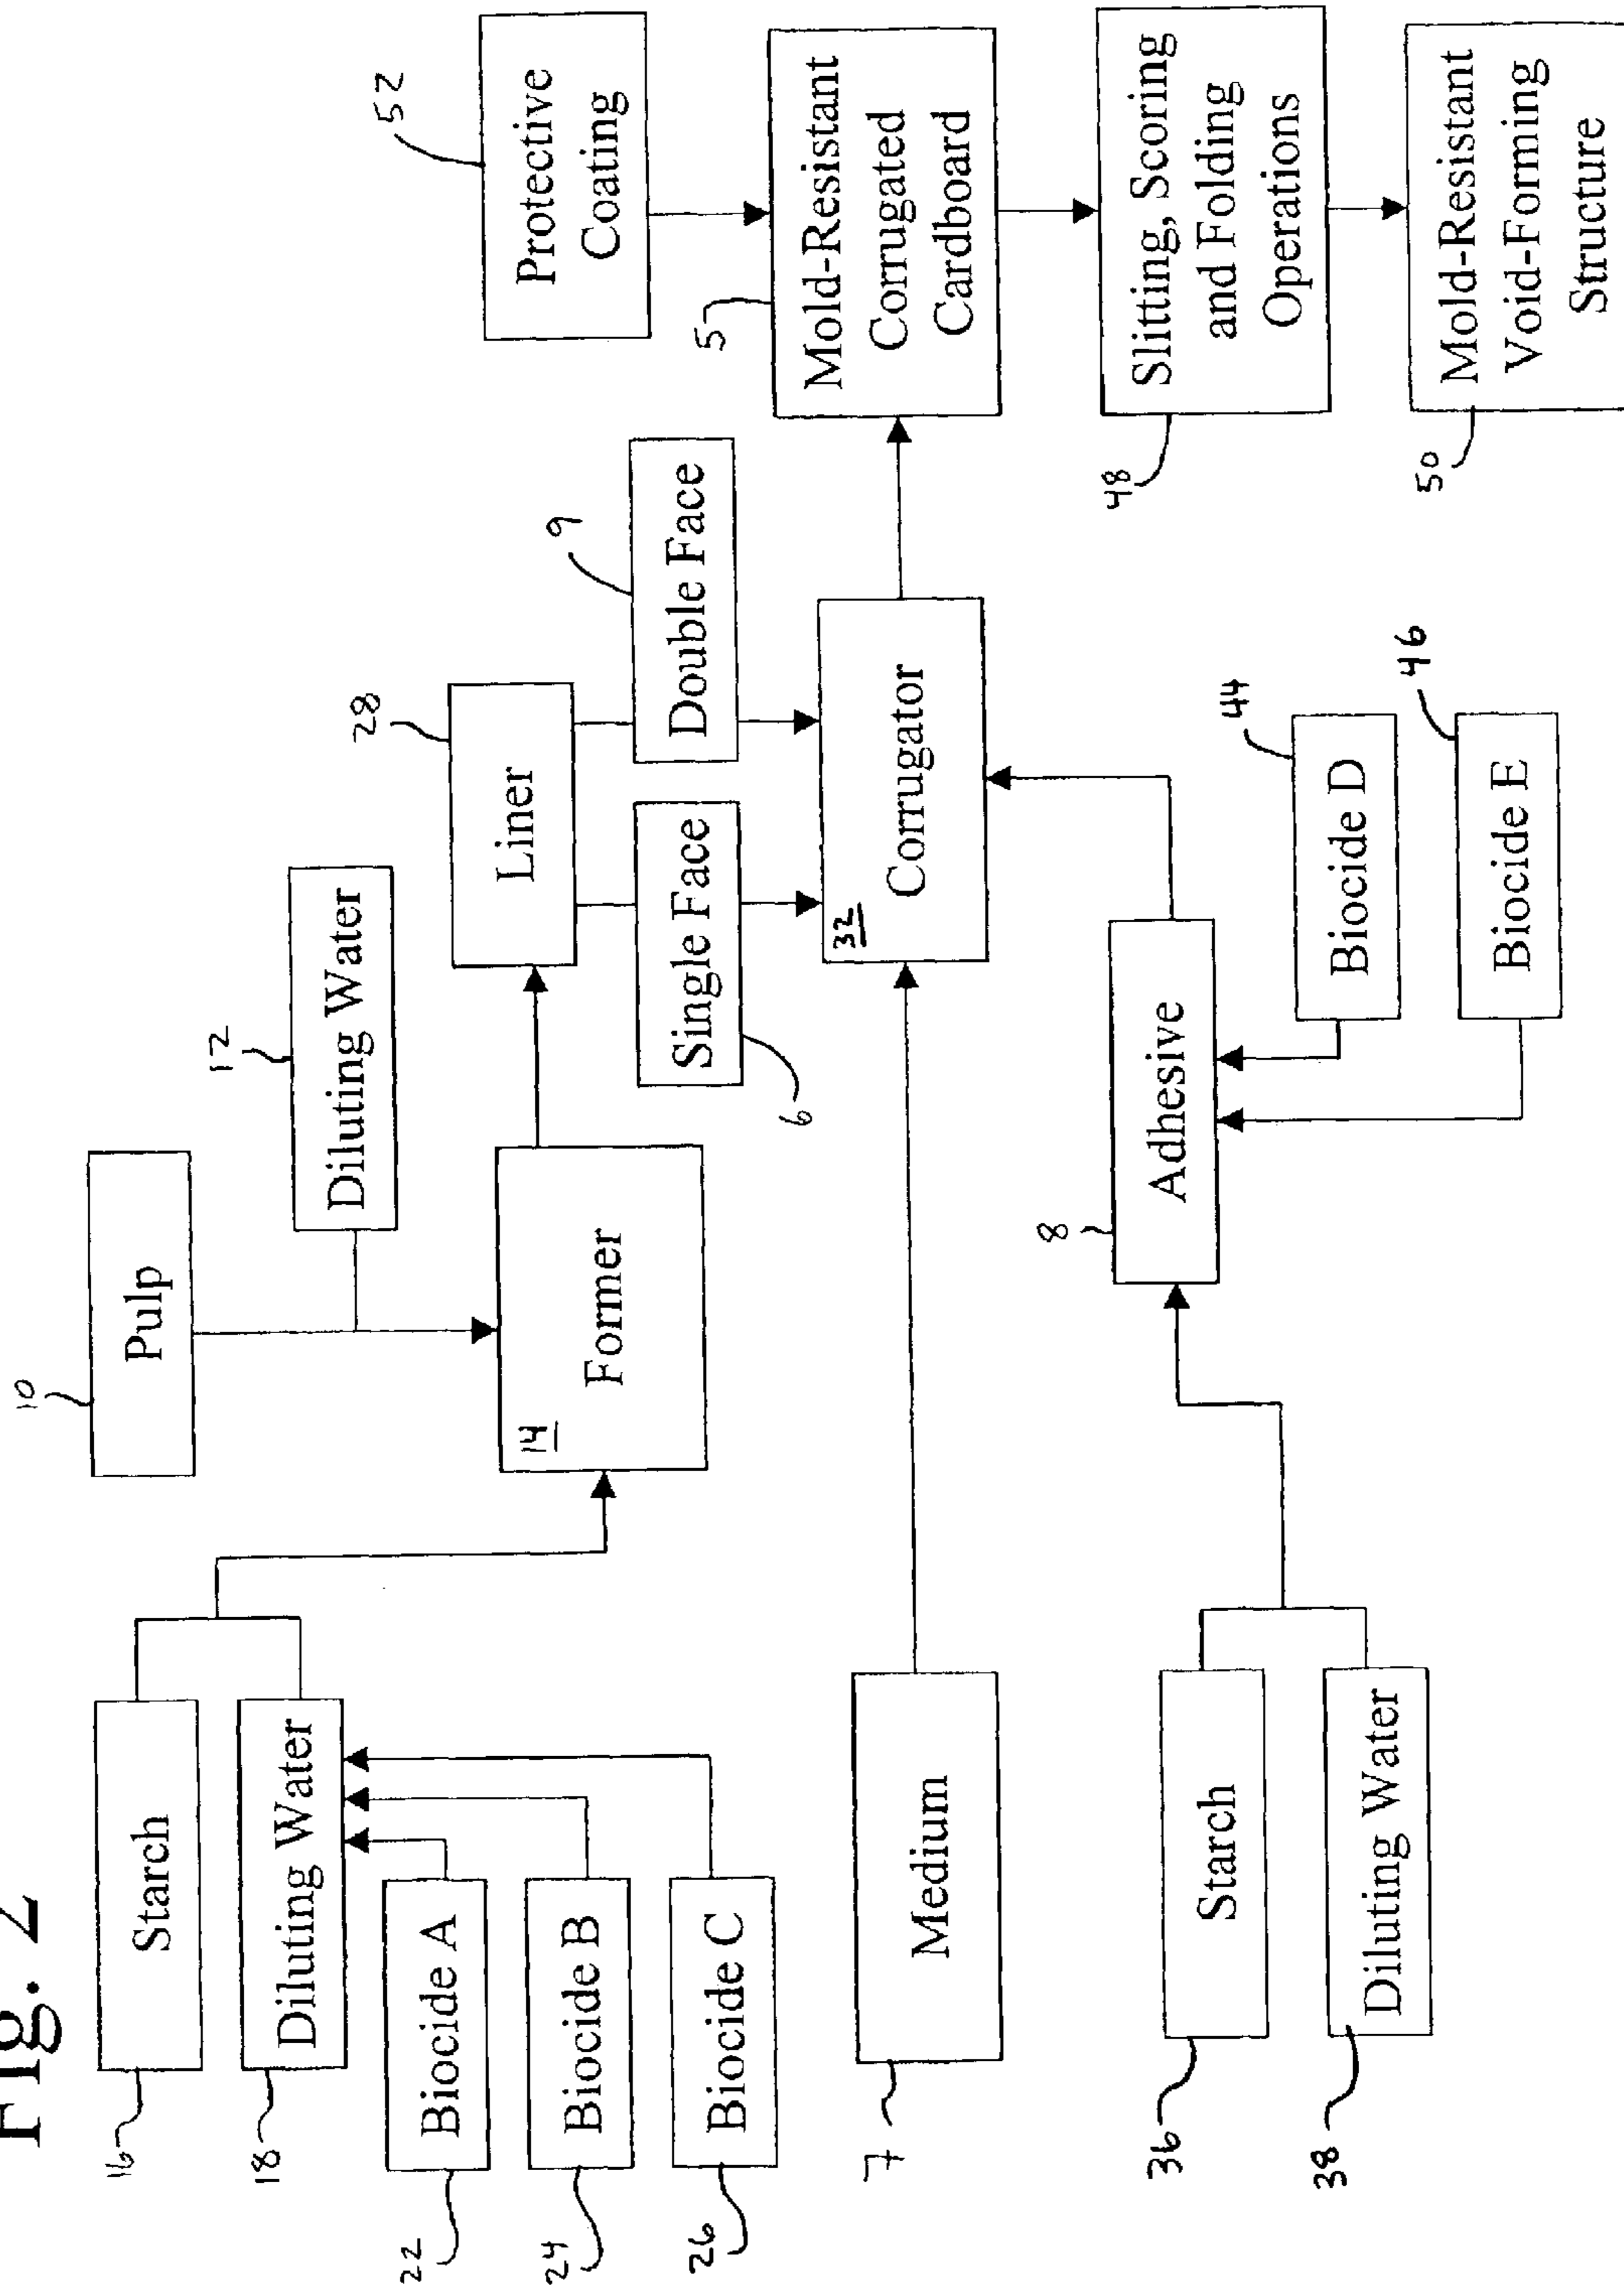 Fig. 2
10
Pulp
12
Diluting Water
16
Starch
18
Diluting Water
22
Biocide A
24
Biocide B
26
Biocide C
14
Former
28
Liner
Single Face
6
9
Double Face
52
Protective
Coating
7
Medium
32
Corrugator
5
Mold-Resistant
Corrugated
Cardboard
36
Starch
38
Diluting Water
8
Adhesive
44
Biocide D
46
Biocide E
48
Slitting, Scoring
and Folding
Operations
50
Mold-Resistant
Void-Forming
Structure